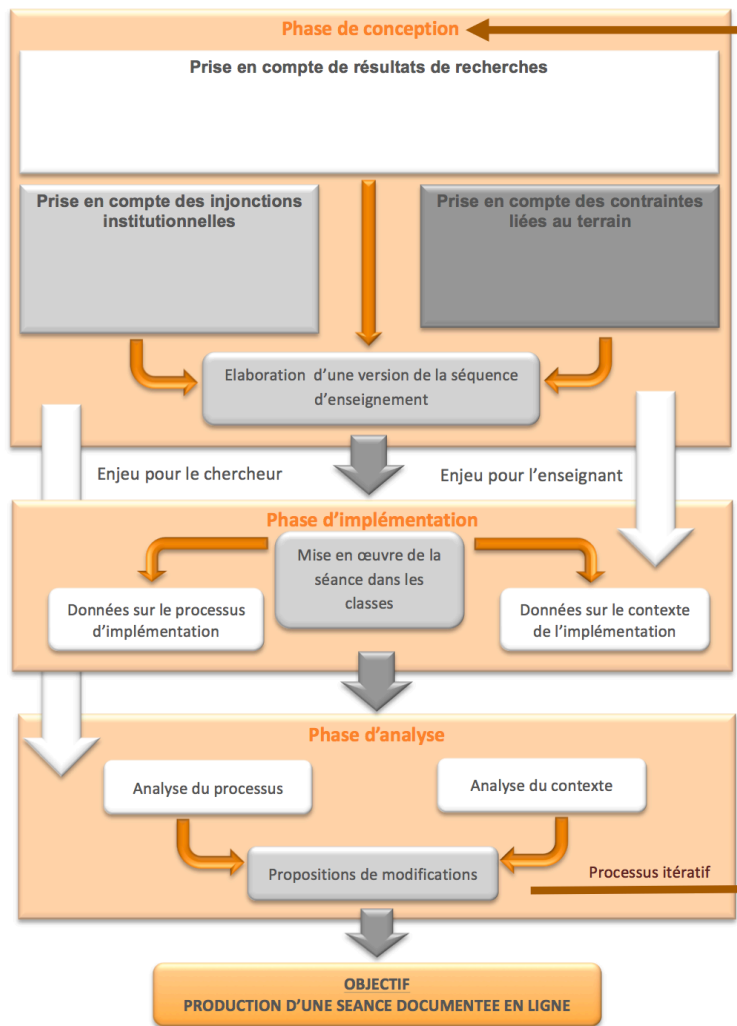 Phase de conception
Prise en compte de résultats de recherches
Prise en compte des injonctions
institutionnelles
Prise en compte des contraintes
liées au terrain
Elaboration d'une version de la séquence
d'enseignement
Enjeu pour le chercheur
Enjeu pour l'enseignant
Phase d'implémentation
Mise en œuvre de la
séance dans les
classes
Données sur le processus
d'implémentation
Données sur le contexte
de l'implémentation
Phase d'analyse
Analyse du processus
Analyse du contexte
Propositions de modifications
Processus itératif
OBJECTIF
PRODUCTION D'UNE SEANCE DOCUMENTEE EN LIGNE